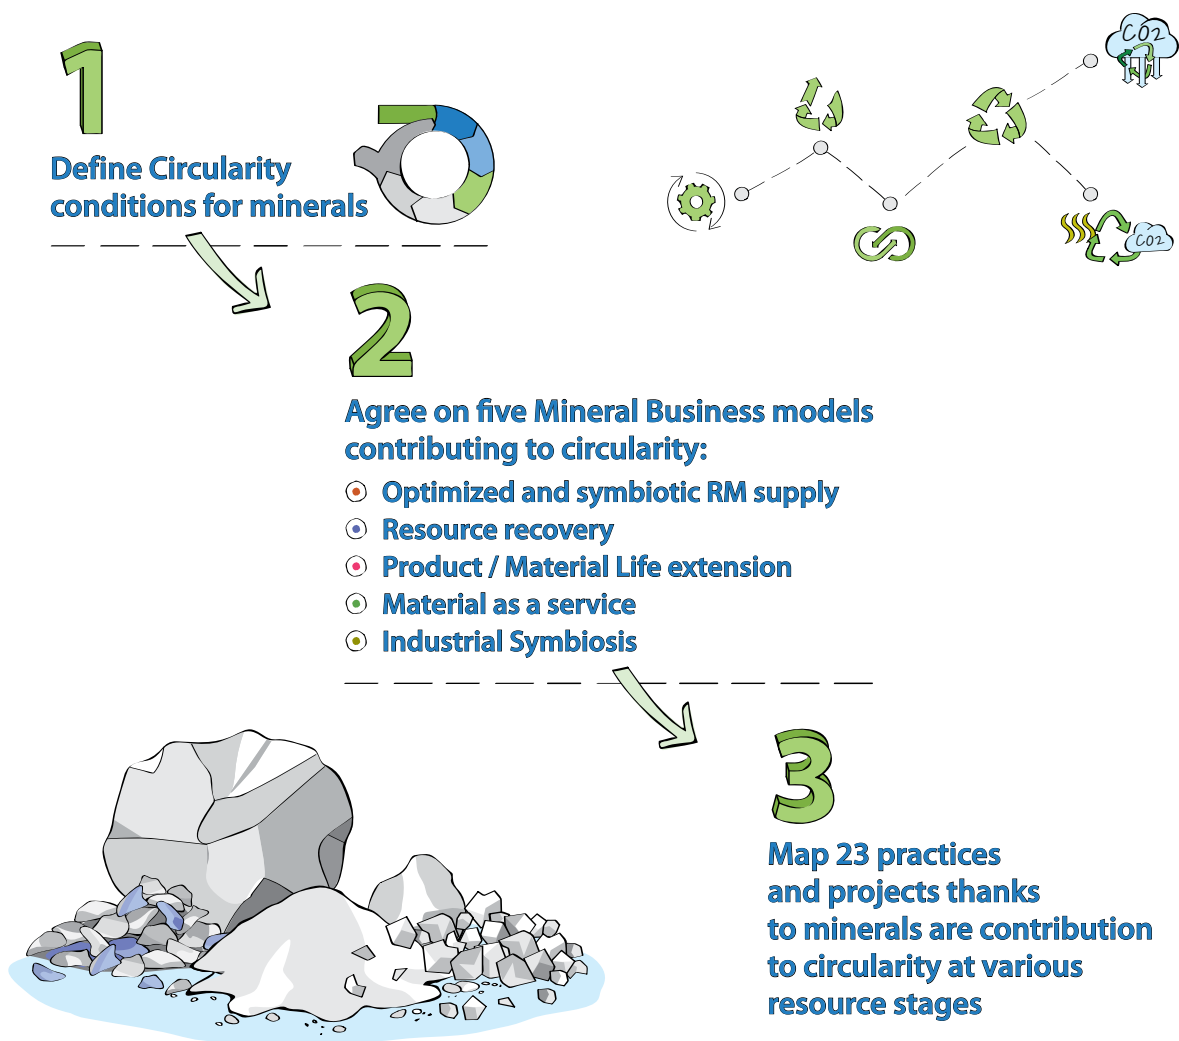 1
Define Circularity
conditions for minerals
CO2
CO2
2
Agree on five Mineral Business models
contributing to circularity:
Optimized and symbiotic RM supply
Resource recovery
Product / Material Life extension
Material as a service
Industrial Symbiosis
3
Map 23 practices
and projects thanks
to minerals are contribution
to circularity at various
resource stages